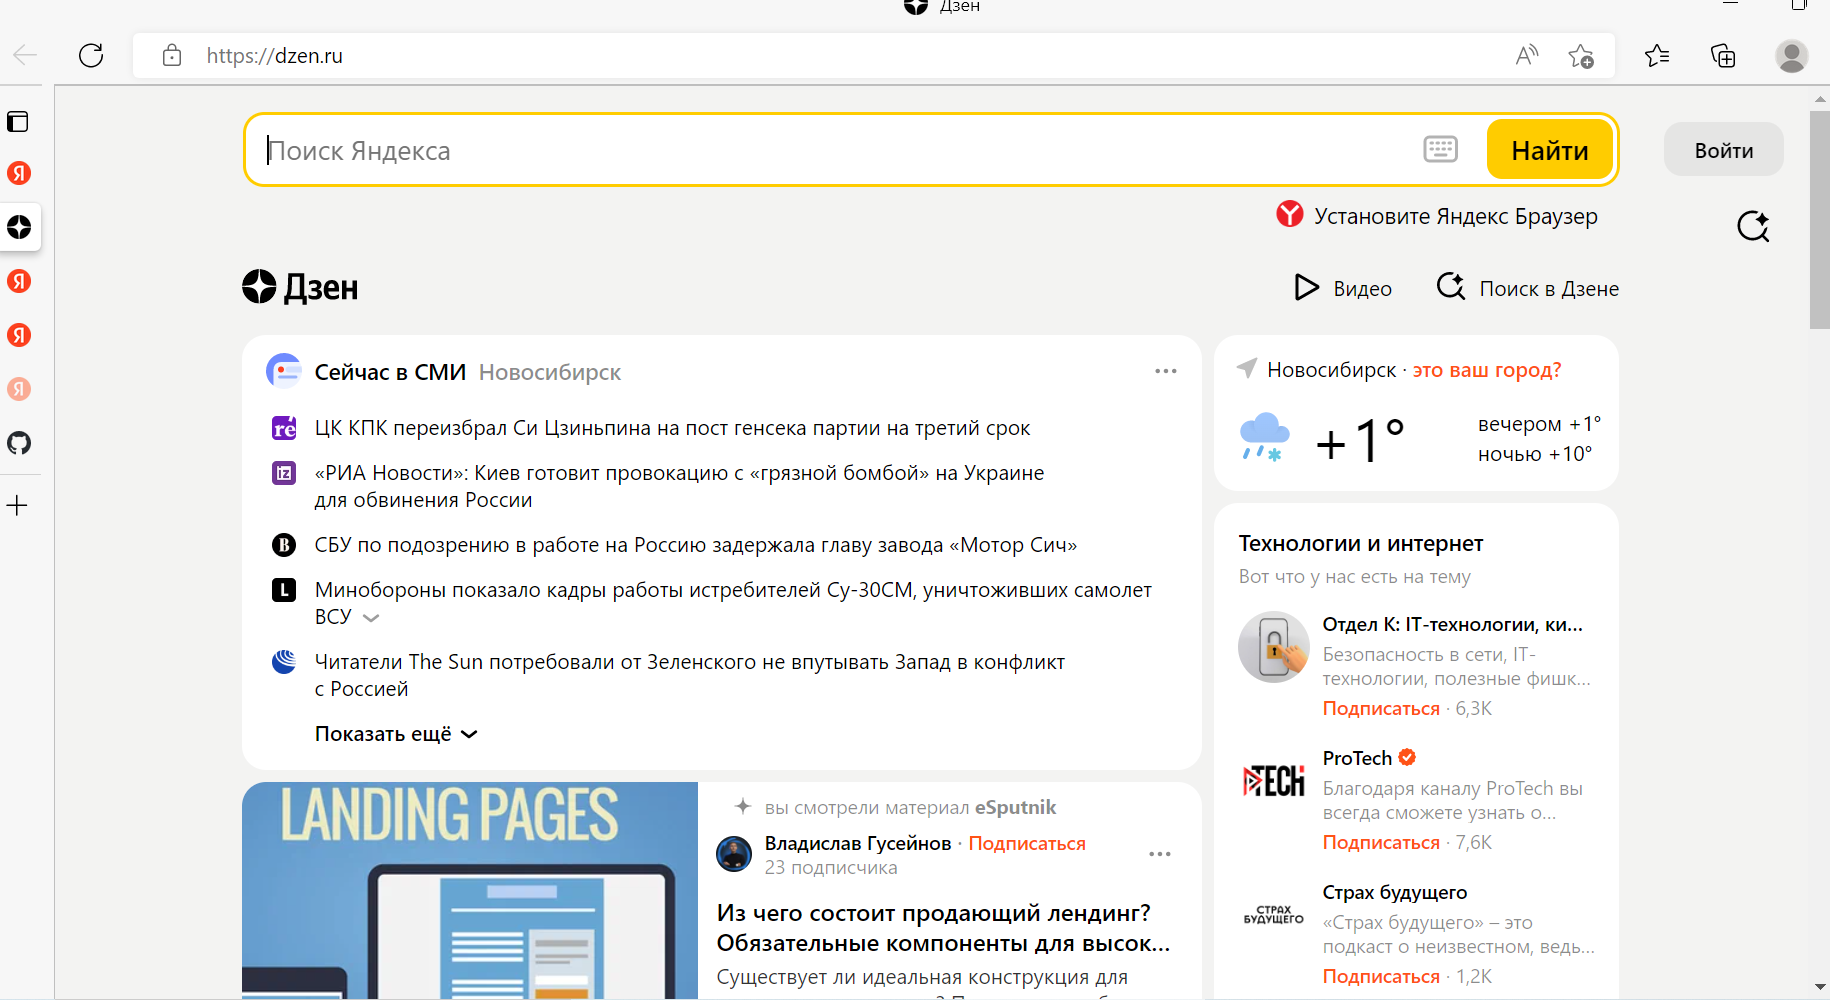 Дзен
https://dzen.ru
Поиск Яндекса
Найти
Войти
Установите Яндекс Браузер
Дзен
Видео
Поиск в Дзене
Сейчас в СМИ Новосибирск
ЦК КПК переизбрал Си Цзиньпина на пост генсека партии на третий срок
«РИА Новости»: Киев готовит провокацию с «грязной бомбой» на Украине
для обвинения России
СБУ по подозрению в работе на Россию задержала главу завода «Мотор Сич»
Минобороны показало кадры работы истребителей Су-30СМ, уничтоживших самолет
ВСУ
Читатели The Sun потребовали от Зеленского не впутывать Запад в конфликт
с Россией
Показать ещё
Новосибирск · это ваш город?
+1°
вечером +1°
ночью +10°
Технологии и интернет
Вот что у нас есть на тему
Отдел К: IT-технологии, ки...
Безопасность в сети, IT-
технологии, полезные фишк...
Подписаться · 6,3К
PTECH
ProTech
Благодаря каналу ProTech вы
всегда сможете узнать о...
Подписаться · 7,6К
СТРАХ
БУДУЩЕГО
Страх будущего
«Страх будущего» – это
подкаст о неизвестном, ведь...
Подписаться · 1,2К
LANDING PAGES
вы смотрели материал eSputnik
Владислав Гусейнов · Подписаться
23 подписчика
Из чего состоит продающий лендинг?
Обязательные компоненты для высок...
Существует ли идеальная конструкция для